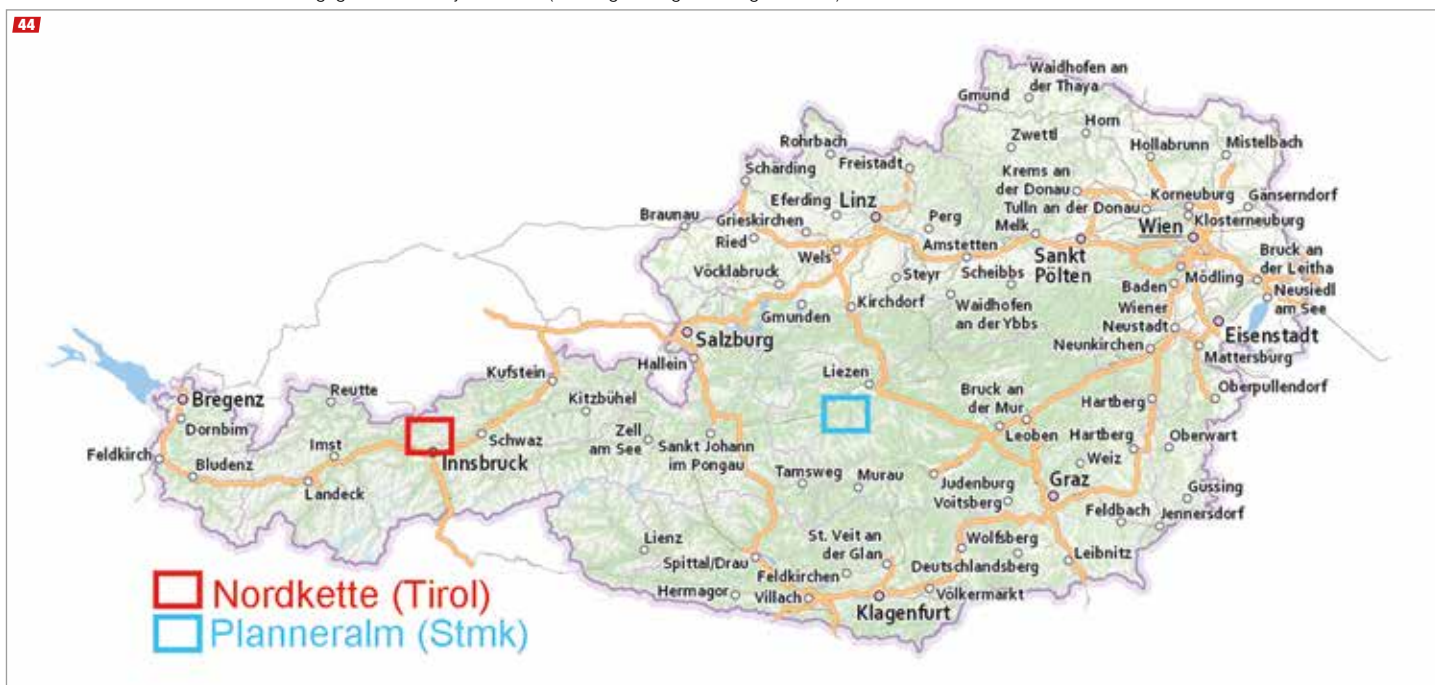 44
Waidhofen an
der Thaya
Gmünd
Horn
Zwettl
Rohrbach
Hollabrunn
Mistelbach
Freistadt
Schärding
Krems an
der Donau
Korneuburg
Gänserndorf
Eferding
Linz
Tulln an der Donau
Klosterneuburg
Braunau
Grieskirchen
Perg
Melk
Wien
Ried
Wels
Amstetten
Sankt
Pölten
Bruck an
der Leitha
Vöcklabruck
Steyr
Scheibbs
Baden
Mödling
Neusiedl
am See
Gmunden
Kirchdorf
Waidhofen
an der Ybbs
Wiener
Neustadt
Eisenstadt
Salzburg
Neunkirchen
Mattersburg
Hallein
Kufstein
Liezen
Oberpullendorf
Reutte
Bregenz
Kitzbühel
Bruck an
der Mur
Hartberg
Dornbirn
Imst
Schwaz
Zell
am See
Sankt Johann
im Pongau
Leoben
Hartberg
Oberwart
Feldkirch
Bludenz
Innsbruck
Weiz
Landeck
Tamsweg
Murau
Judenburg
Graz
Voitsberg
Güssing
Feldbach
Jennersdorf
Lienz
St. Veit an
der Glan
Wolfsberg
Spittal/Drau
Leibnitz
Feldkirchen
Deutschlandsberg
Hermagor
Villach
Klagenfurt
Völkermarkt
Nordkette (Tirol)
Planneralm (Stmk)